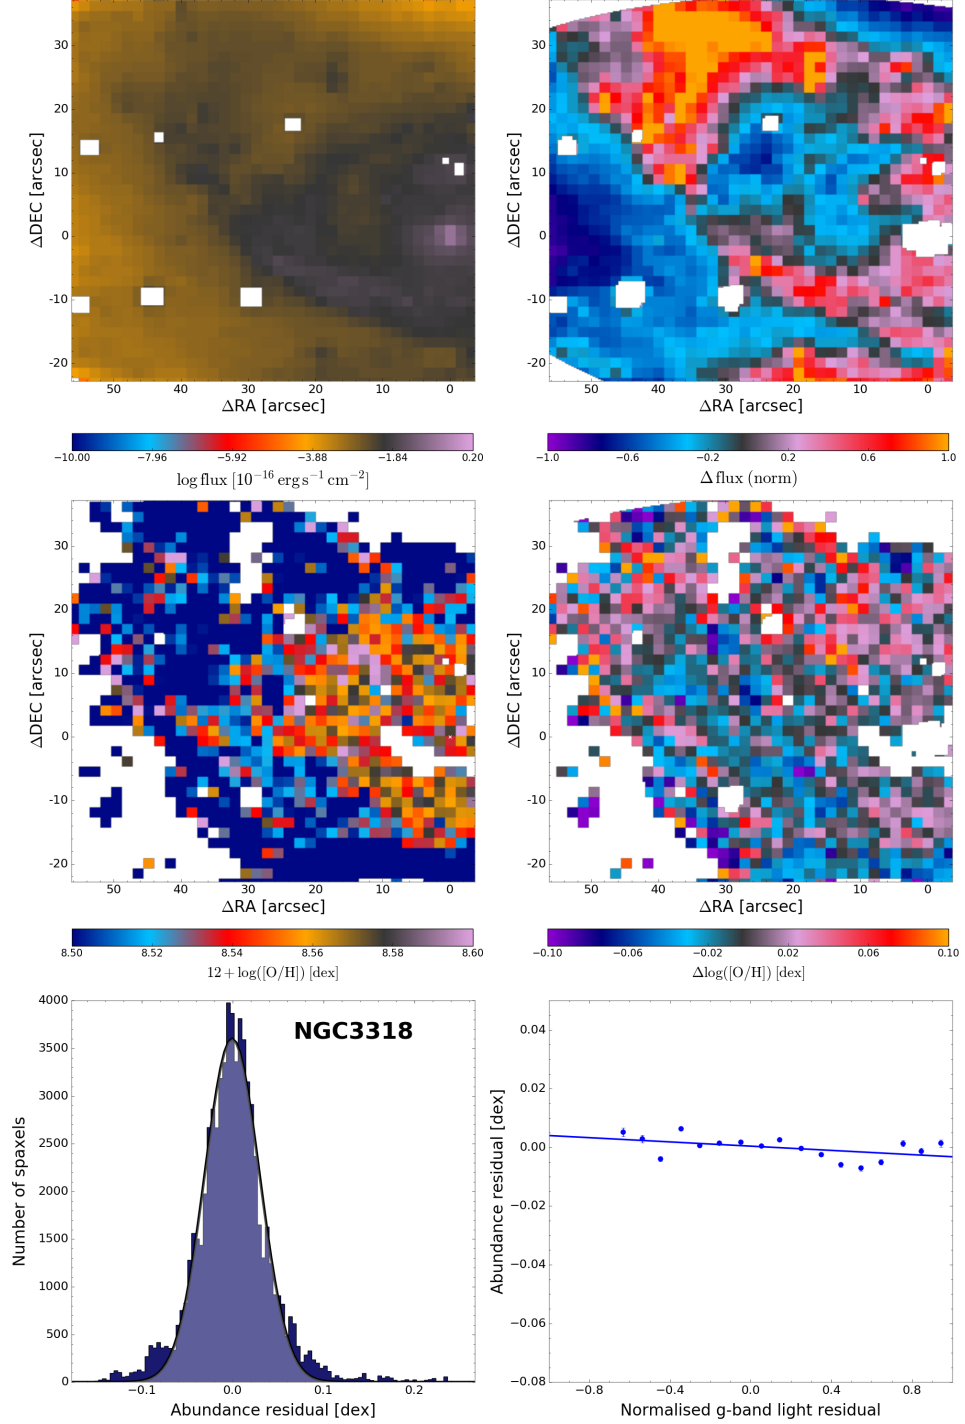 30
20
10
0
-10
-20
ΔDEC [arcsec]
50 40 30 20 10 0
ΔRA [arcsec]
30
20
10
0
-10
-20
ΔDEC [arcsec]
50 40 30 20 10 0
ΔRA [arcsec]
−10.00 −7.96 −5.92 −3.88 −1.84 0.20
log flux [10⁻¹⁶ erg s⁻¹ cm⁻²]
−1.0 −0.6 −0.2 0.2 0.6 1.0
Δ flux (norm)
30
20
10
0
-10
-20
ΔDEC [arcsec]
50 40 30 20 10 0
ΔRA [arcsec]
30
20
10
0
-10
-20
ΔDEC [arcsec]
50 40 30 20 10 0
ΔRA [arcsec]
8.50 8.52 8.54 8.56 8.58 8.60
12 + log([O/H]) [dex]
−0.10 −0.06 −0.02 0.02 0.06 0.10
Δlog([O/H]) [dex]
4000
3500
3000
2500
2000
1500
1000
500
0
Number of spaxels
NGC3318
-0.1 0.0 0.1 0.2
Abundance residual [dex]
0.04
0.02
0.00
−0.02
−0.04
−0.06
−0.08
Abundance residual [dex]
−0.8 −0.4 0.0 0.4 0.8
Normalised g-band light residual